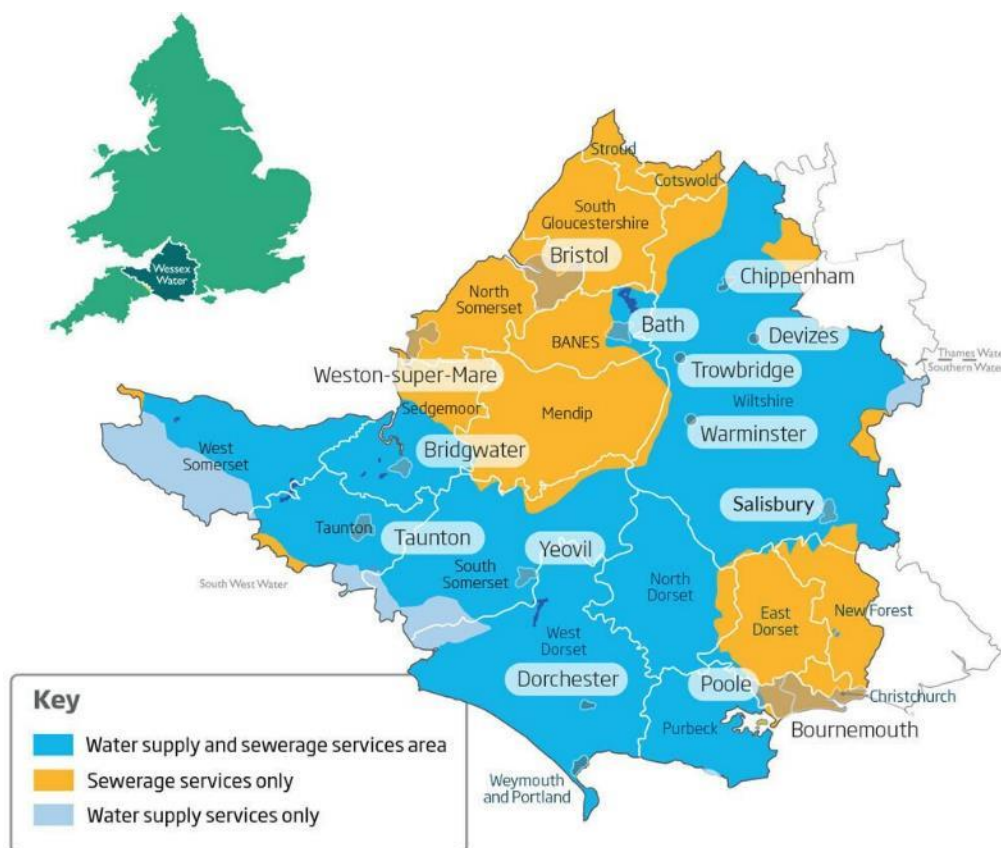 Wessex
Water
Stroud
Cotswold
South
Gloucestershire
Bristol
Chippenham
North
Somerset
Bath
Devizes
BANES
Thames Water
Southern Water
Trowbridge
Weston-super-Mare
Sedgemoor
Mendip
Wiltshire
Warminster
West
Somerset
Bridgwater
Salisbury
Taunton
Taunton
Yeovil
South
Somerset
South West Water
North
Dorset
East
Dorset
New Forest
West
Dorset
Dorchester
Poole
Christchurch
Purbeck
Bournemouth
Weymouth
and Portland
Key
Water supply and sewerage services area
Sewerage services only
Water supply services only